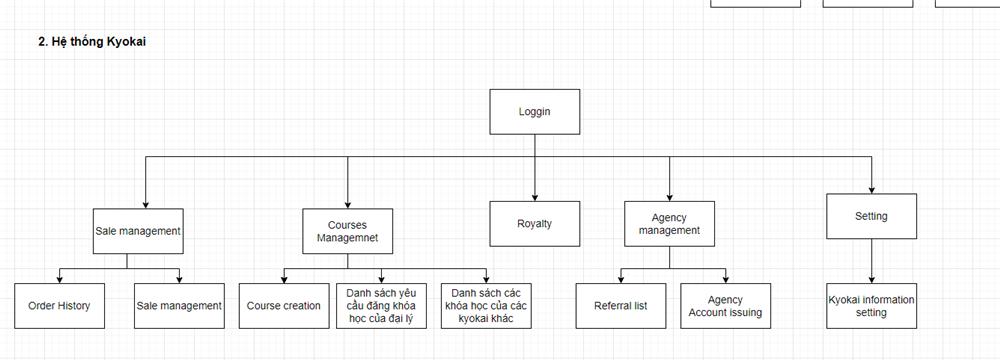 2. Hệ thống Kyokai
Loggin
Sale management
Courses
Managemnet
Royalty
Agency
management
Setting
Order History
Sale management
Course creation
Danh sách yêu
cầu đăng khóa
học của đại lý
Danh sách các
khóa học của các
kyokai khác
Referral list
Agency
Account issuing
Kyokai information
setting